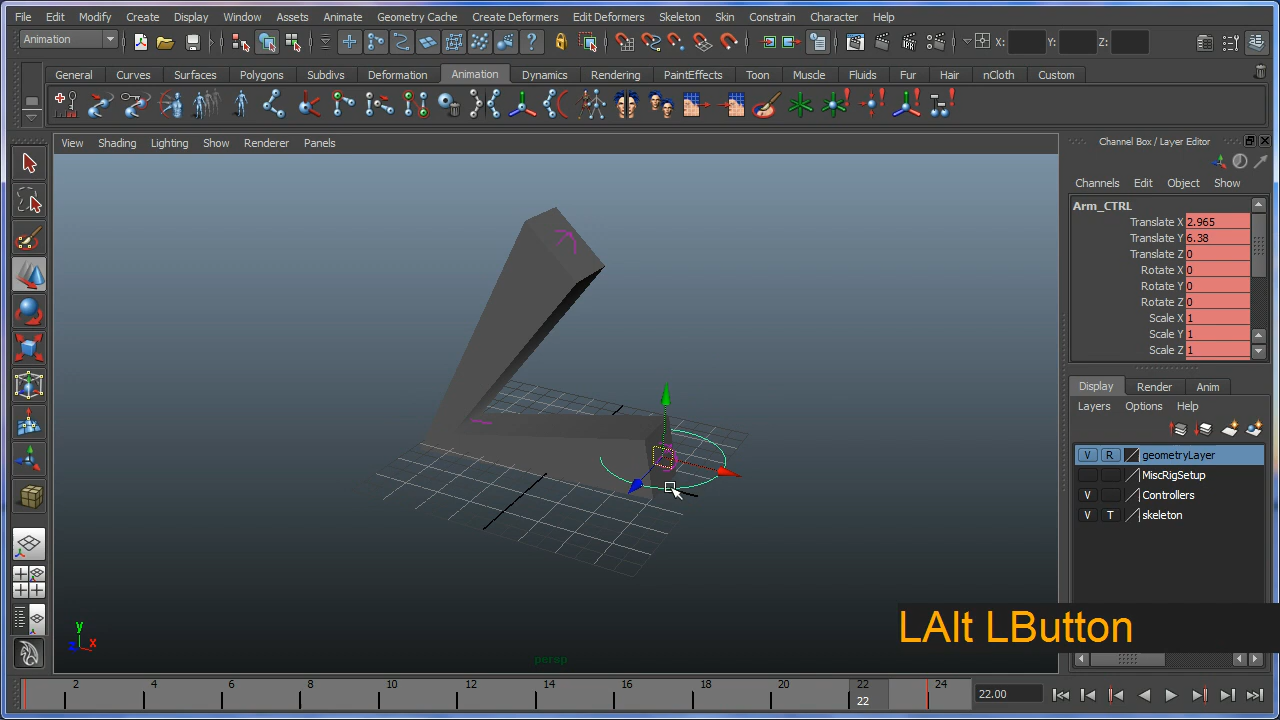 File Edit Modify Create Display Window Assets Animate Geometry Cache Create Deformers Edit Deformers Skeleton Skin Constrain Character Help
Animation X: Y: Z:
General Curves Surfaces Polygons Subdivs Deformation Animation Dynamics Rendering PaintEffects Toon Muscle Fluids Fur Hair nCloth Custom
View Shading Lighting Show Renderer Panels
Channel Box / Layer Editor
Channels Edit Object Show
Arm_CTRL
Translate X 2.965
Translate Y 6.38
Translate Z 0
Rotate X 0
Rotate Y 0
Rotate Z 0
Scale X 1
Scale Y 1
Scale Z 1
Display Render Anim
Layers Options Help
V R geometryLayer
MiscRigSetup
V Controllers
V T skeleton
LAlt LButton
y
z x
persp
2 4 6 8 10 12 14 16 18 20 22 24
22
22.00